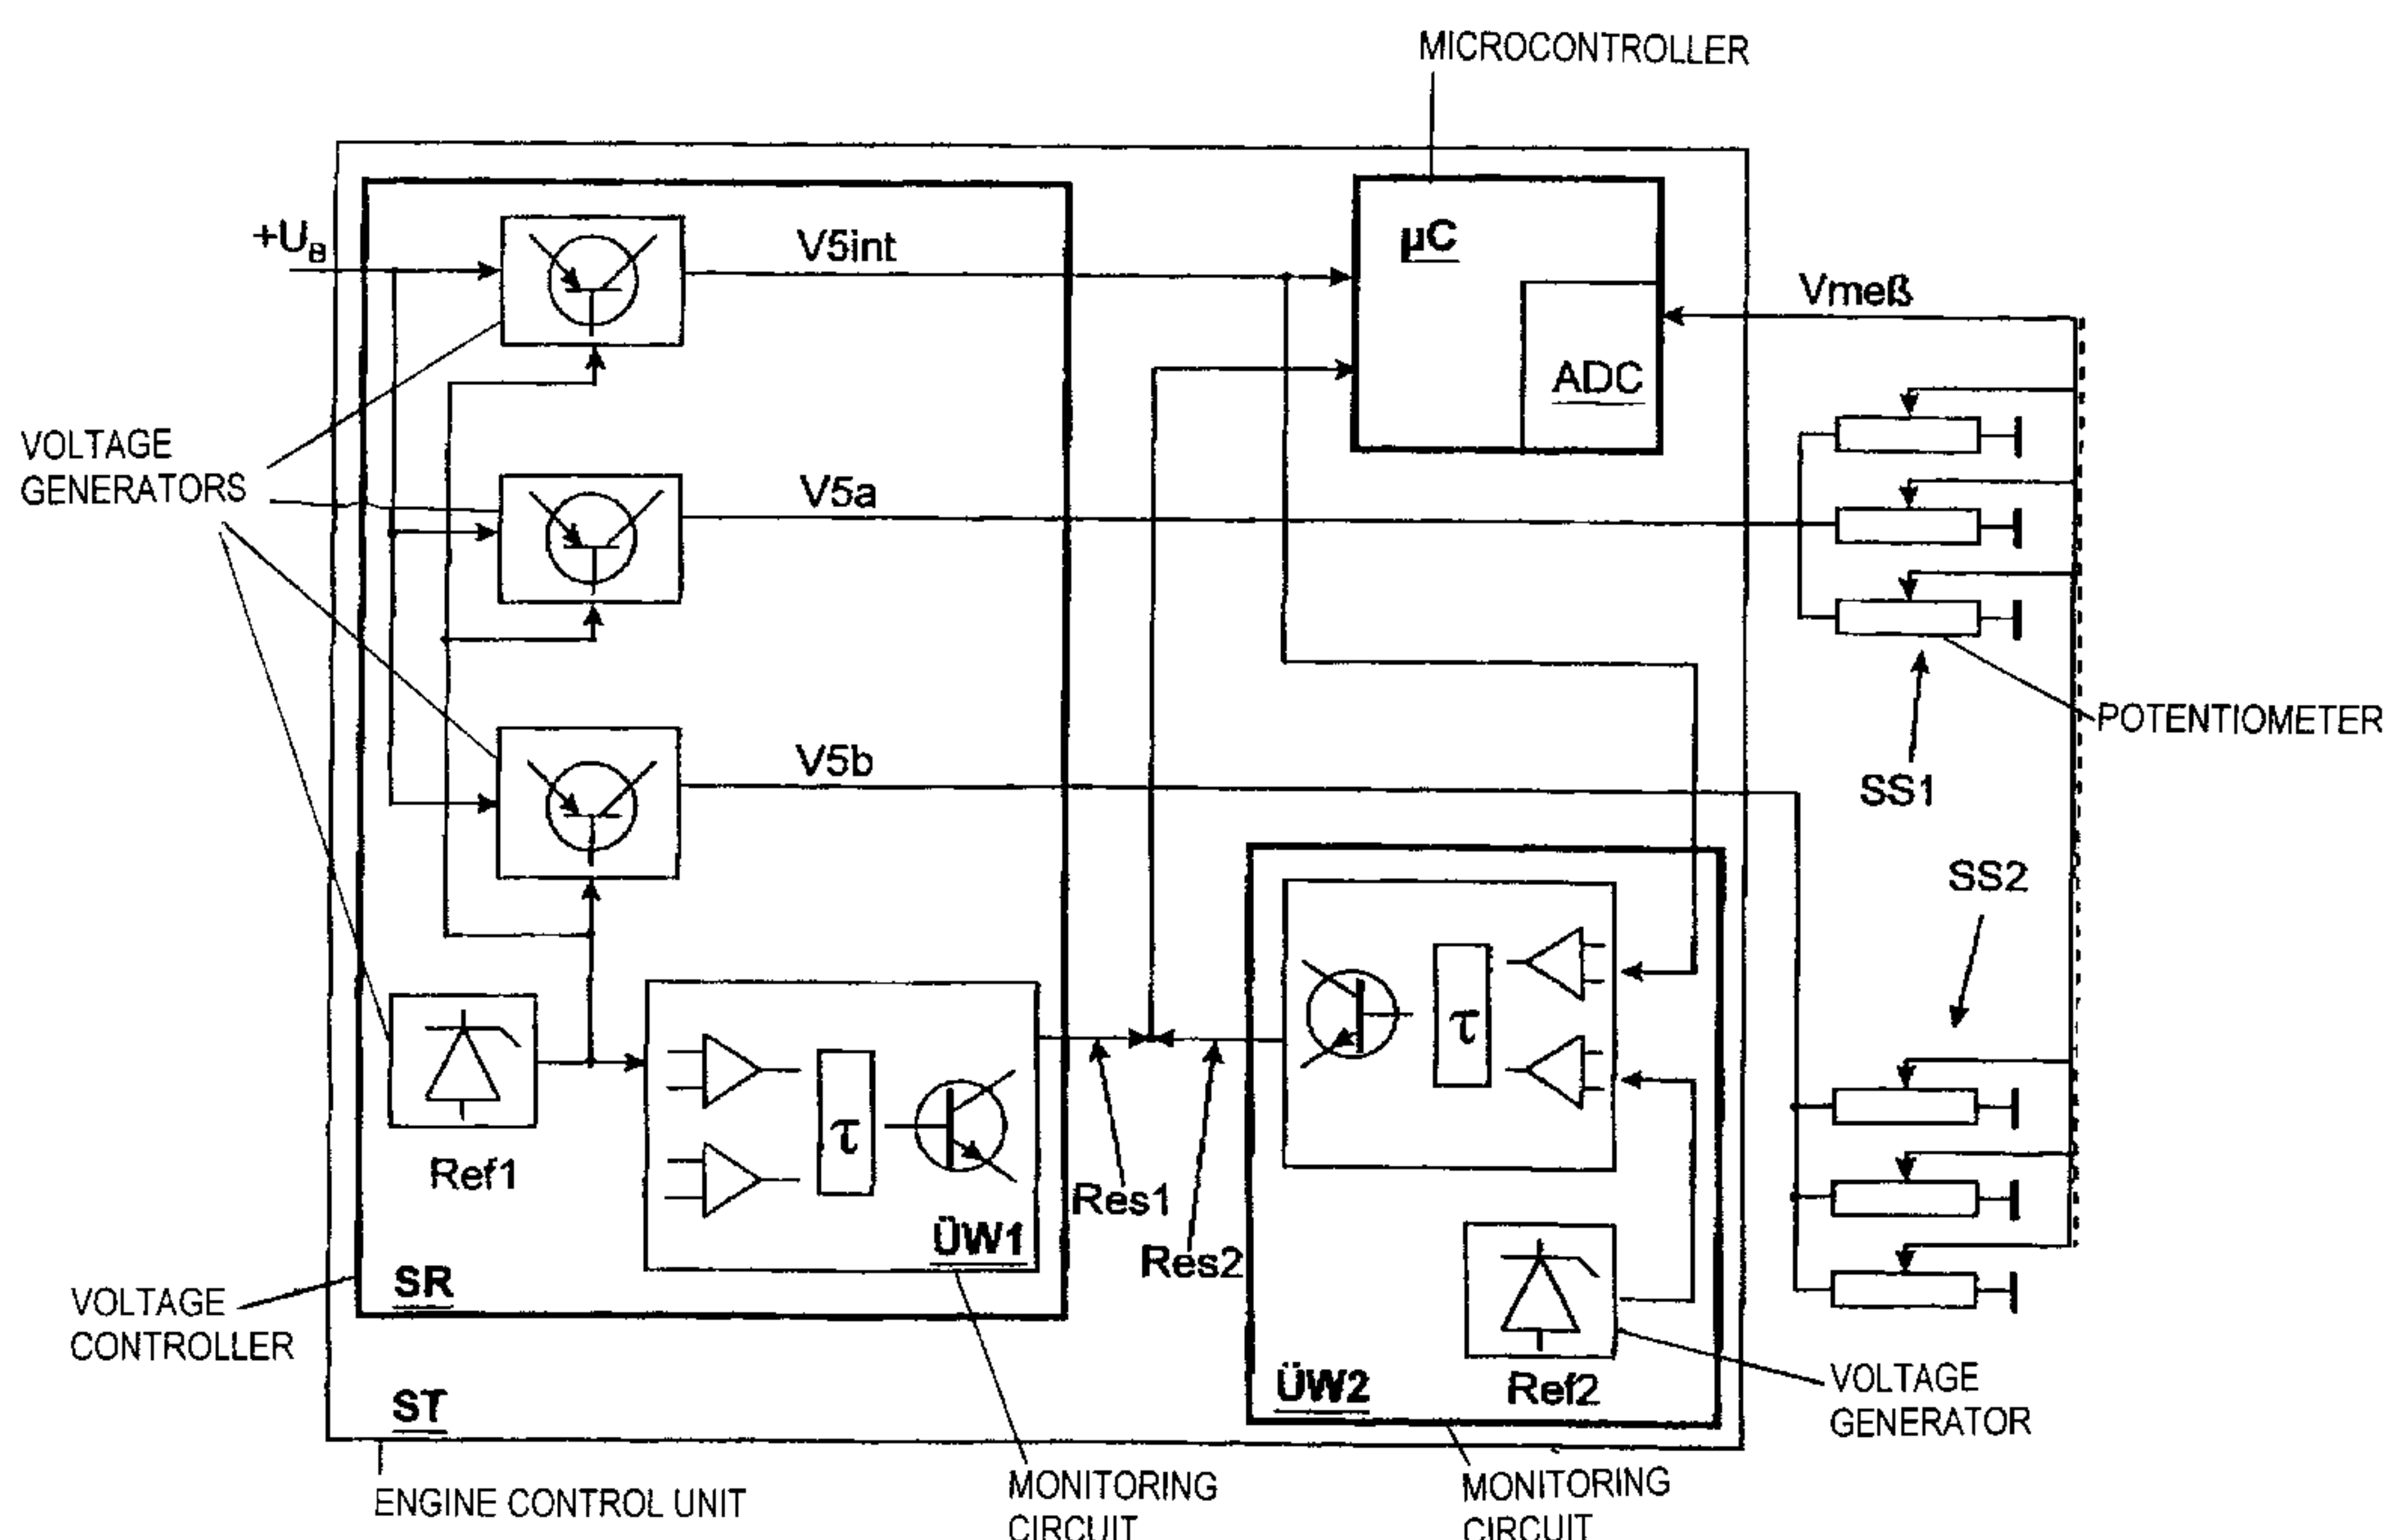 MICROCONTROLLER
+UB
V5int
µC
Vmeß
ADC
VOLTAGE
GENERATORS
V5a
POTENTIOMETER
V5b
SS1
SS2
τ
τ
Ref1
Res1
ÜW1
Res2
SR
VOLTAGE
CONTROLLER
ÜW2
Ref2
VOLTAGE
GENERATOR
ST
ENGINE CONTROL UNIT
MONITORING
CIRCUIT
MONITORING
CIRCUIT